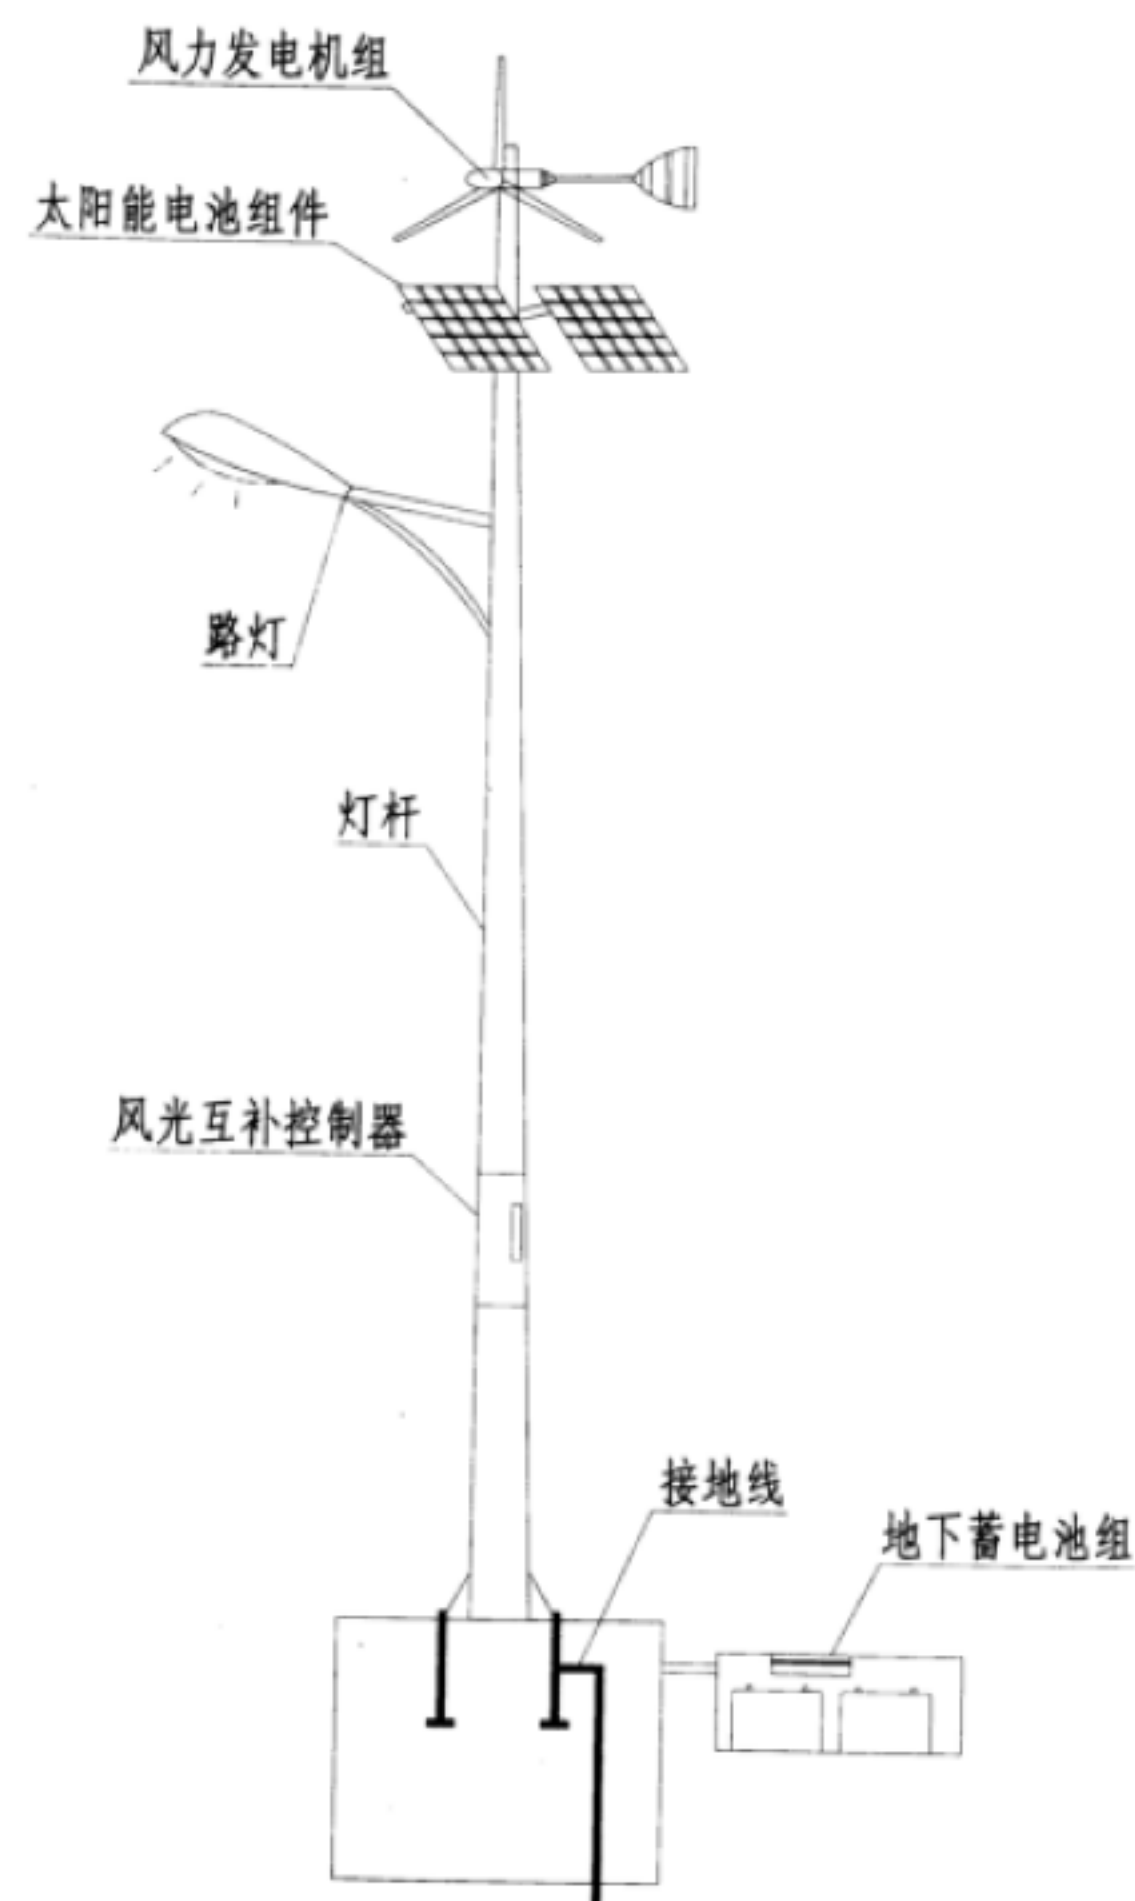 风力发电机组
太阳能电池组件
路灯
灯杆
风光互补控制器
接地线
地下蓄电池组